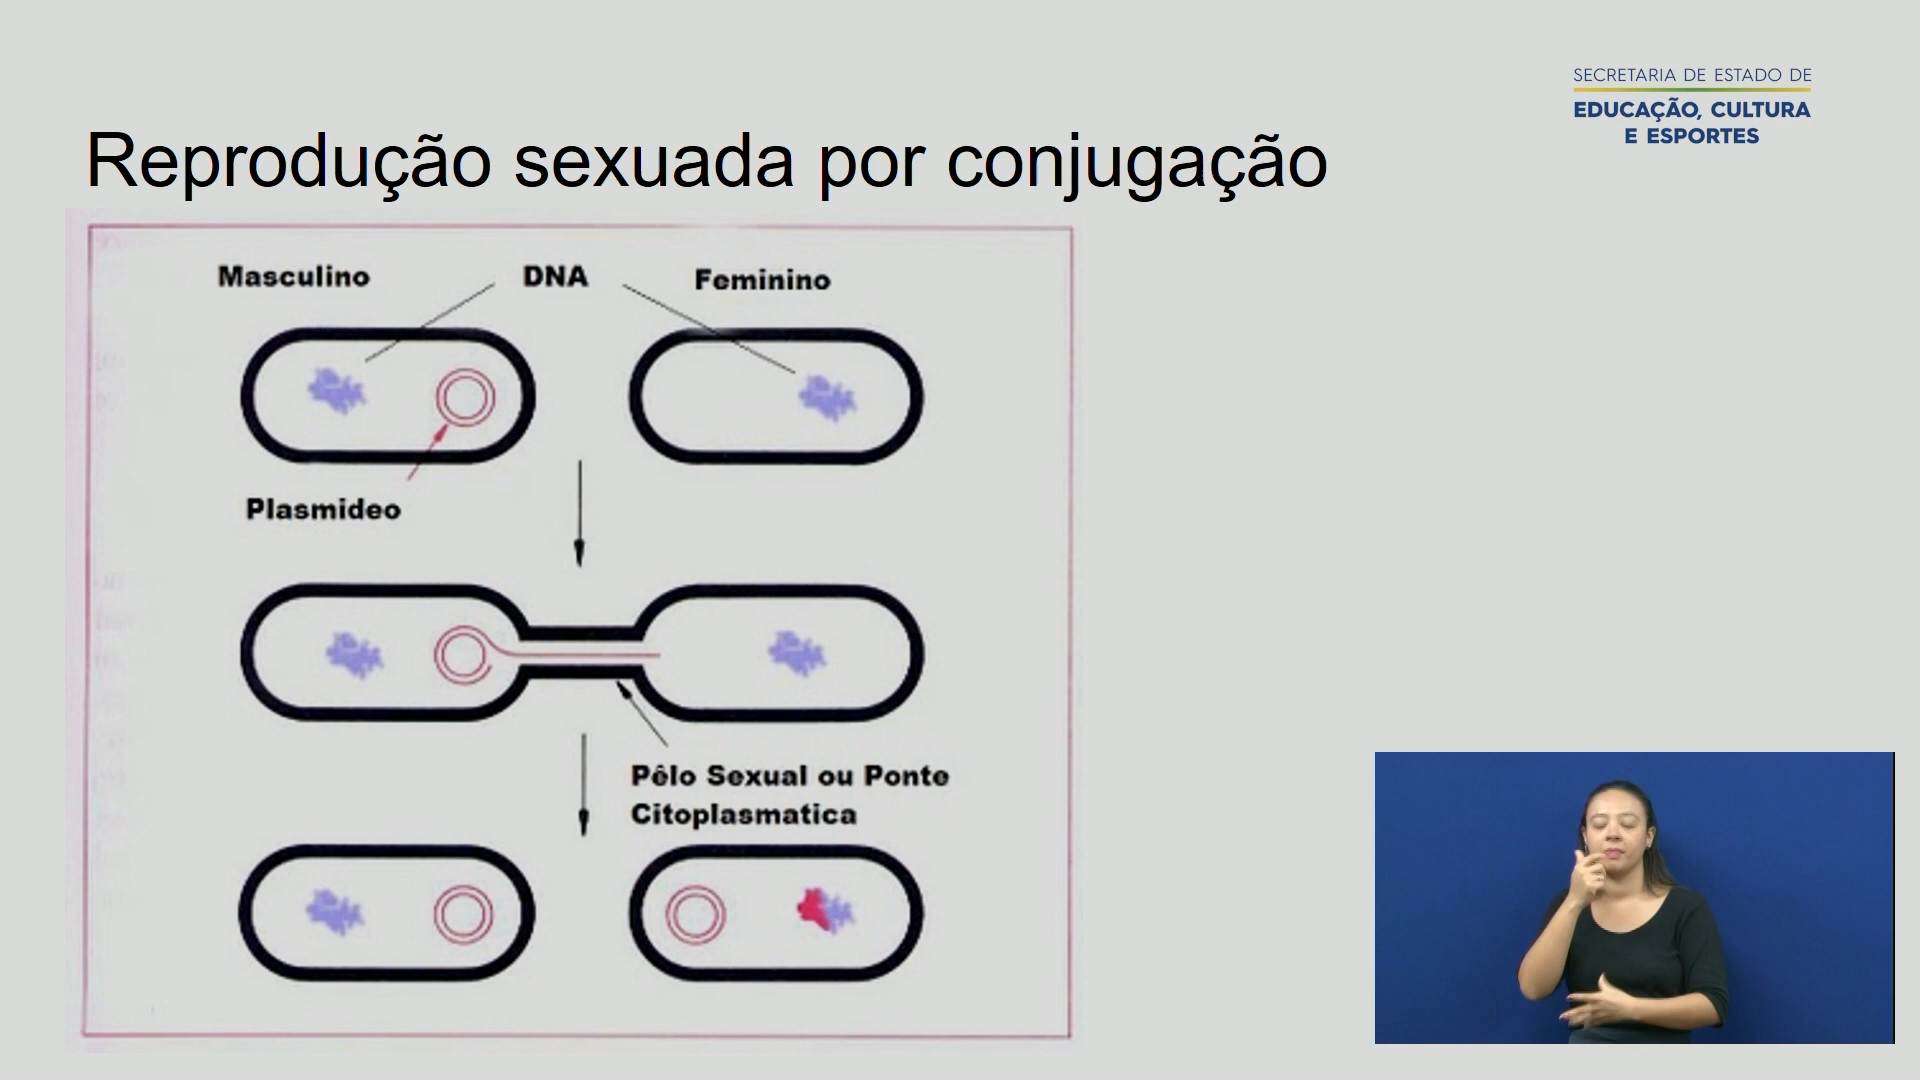 SECRETARIA DE ESTADO DE
EDUCAÇÃO, CULTURA
E ESPORTES
Reprodução sexuada por conjugação
Masculino
DNA
Feminino
Plasmideo
Pêlo Sexual ou Ponte
Citoplasmatica